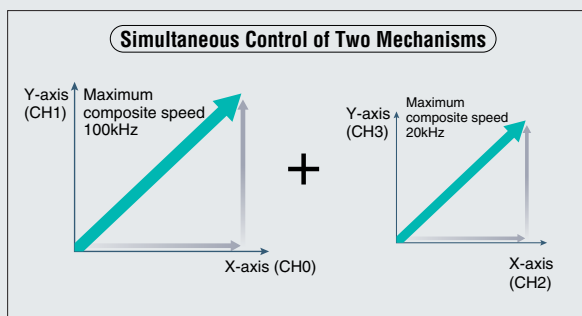 Simultaneous Control of Two Mechanisms
Y-axis
(CH1)
Maximum
composite speed
100kHz
X-axis (CH0)
+
Y-axis
(CH3)
Maximum
composite speed
20kHz
X-axis
(CH2)